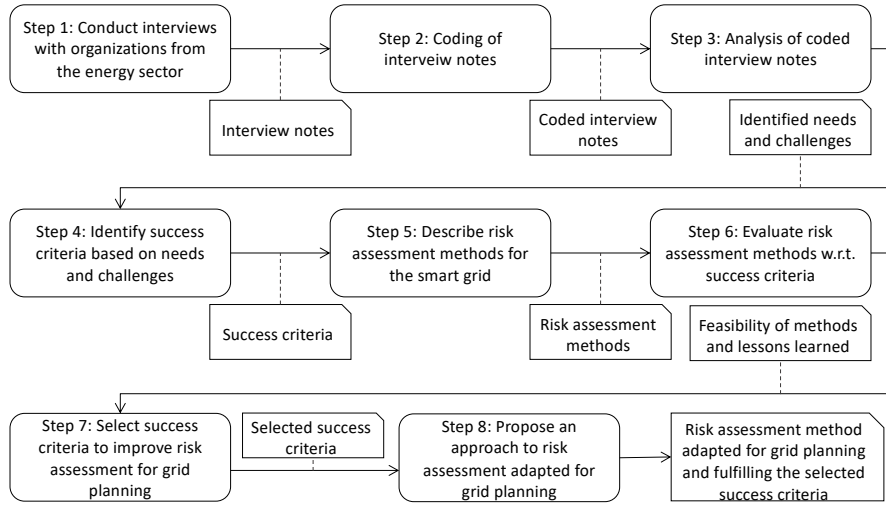 Step 1: Conduct interviews
with organizations from
the energy sector
Step 2: Coding of
interveiw notes
Step 3: Analysis of coded
interview notes
Interview notes
Coded interview
notes
Identified needs
and challenges
Step 4: Identify success
criteria based on needs
and challenges
Step 5: Describe risk
assessment methods for
the smart grid
Step 6: Evaluate risk
assessment methods w.r.t.
success criteria
Success criteria
Risk assessment
methods
Feasibility of methods
and lessons learned
Step 7: Select success
criteria to improve risk
assessment for grid
planning
Selected success
criteria
Step 8: Propose an
approach to risk
assessment adapted for
grid planning
Risk assessment method
adapted for grid planning
and fulfilling the selected
success criteria